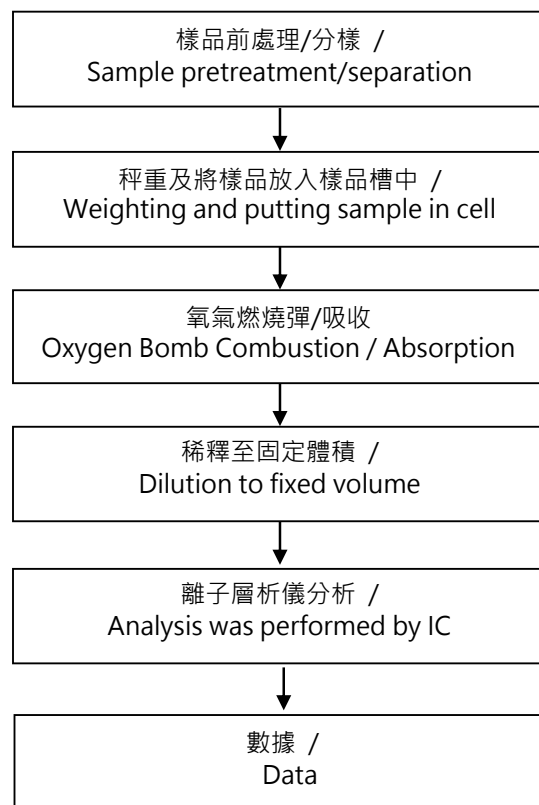 樣品前處理/分樣 /
Sample pretreatment/separation
秤重及將樣品放入樣品槽中 /
Weighting and putting sample in cell
氧氣燃燒彈/吸收
Oxygen Bomb Combustion / Absorption
稀釋至固定體積 /
Dilution to fixed volume
離子層析儀分析 /
Analysis was performed by IC
數據 /
Data